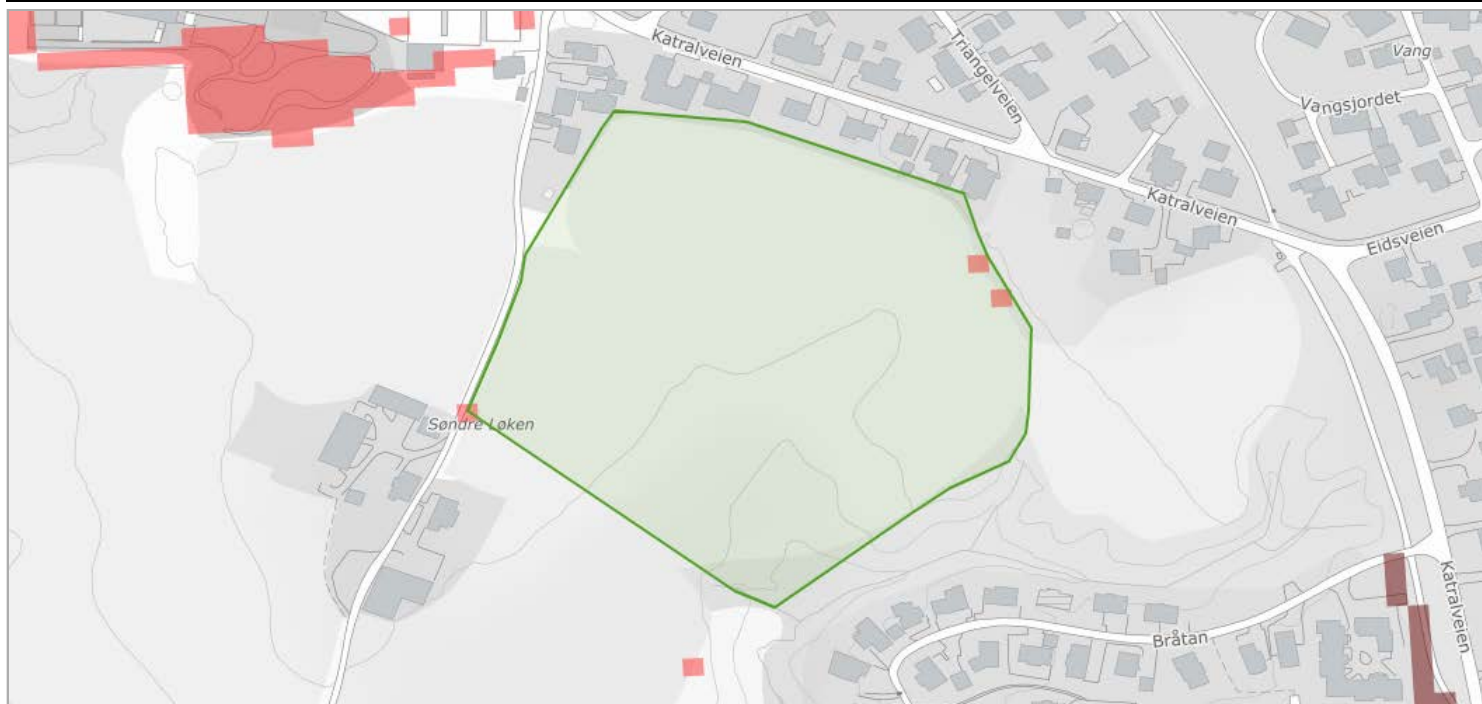 Katralveien
Triangelveien
Vang
Vangsjordet
Katralveien
Eidsveien
Søndre Løken
Bråtan
Katralveien